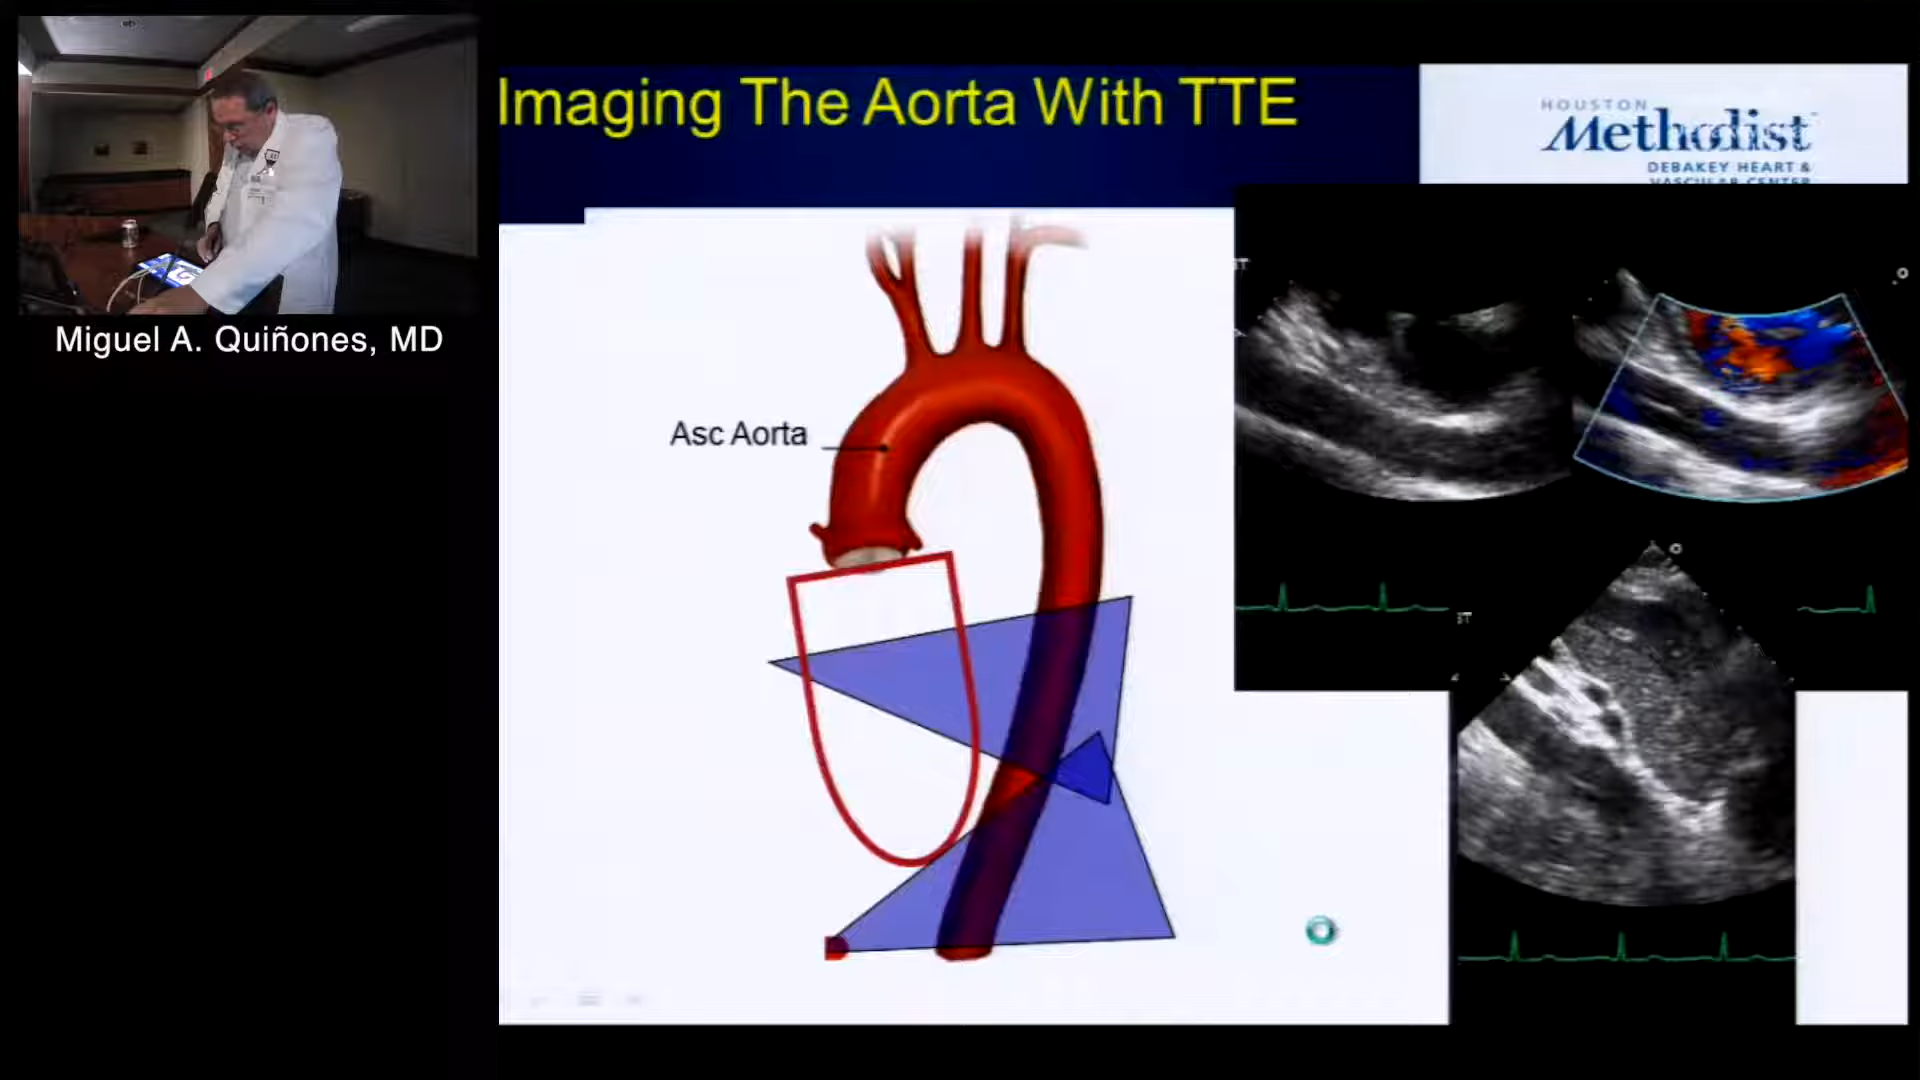 Imaging The Aorta With TTE
HOUSTON
Methodist
DEBAKEY HEART &
VASCULAR CENTER
Miguel A. Quiñones, MD
Asc Aorta